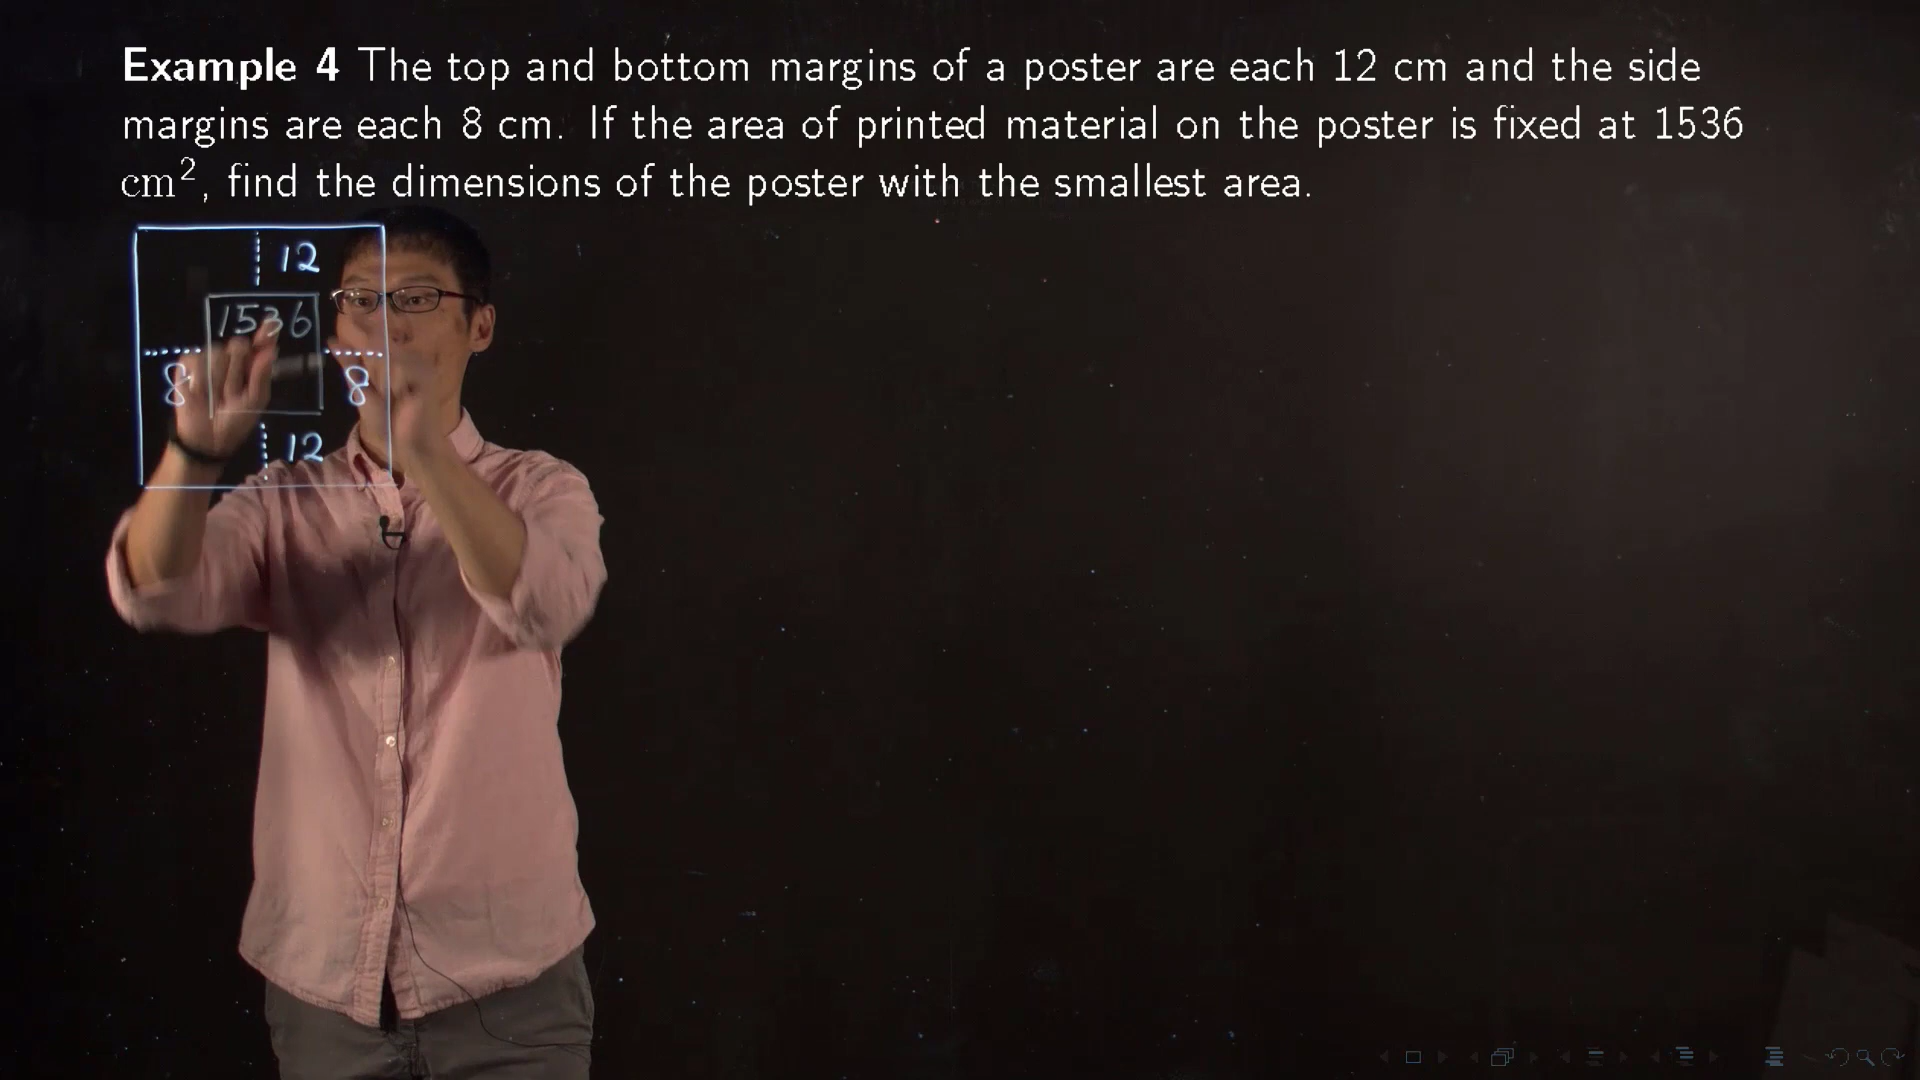 Example 4 The top and bottom margins of a poster are each 12 cm and the side
margins are each 8 cm. If the area of printed material on the poster is fixed at 1536
cm², find the dimensions of the poster with the smallest area.
12
1536
8 8
12